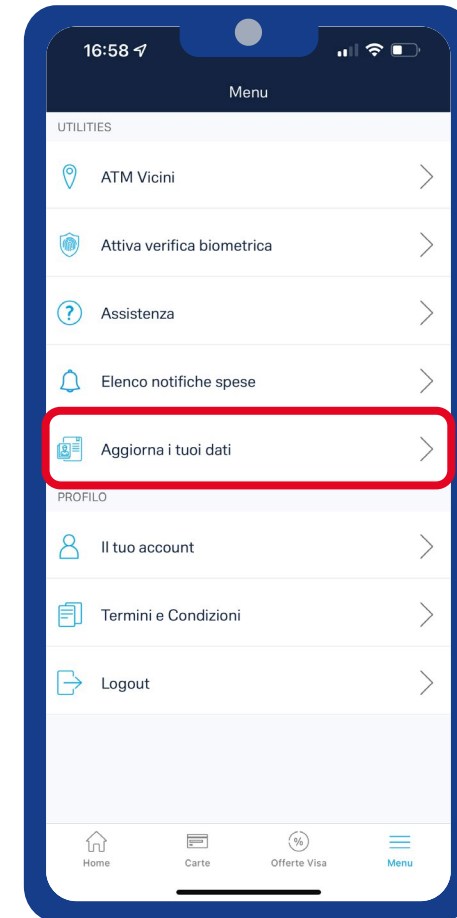 16:58
Menu
UTILITIES
ATM Vicini
Attiva verifica biometrica
? Assistenza
Elenco notifiche spese
Aggiorna i tuoi dati
PROFILO
Il tuo account
Termini e Condizioni
Logout
%
Home Carte Offerte Visa Menu